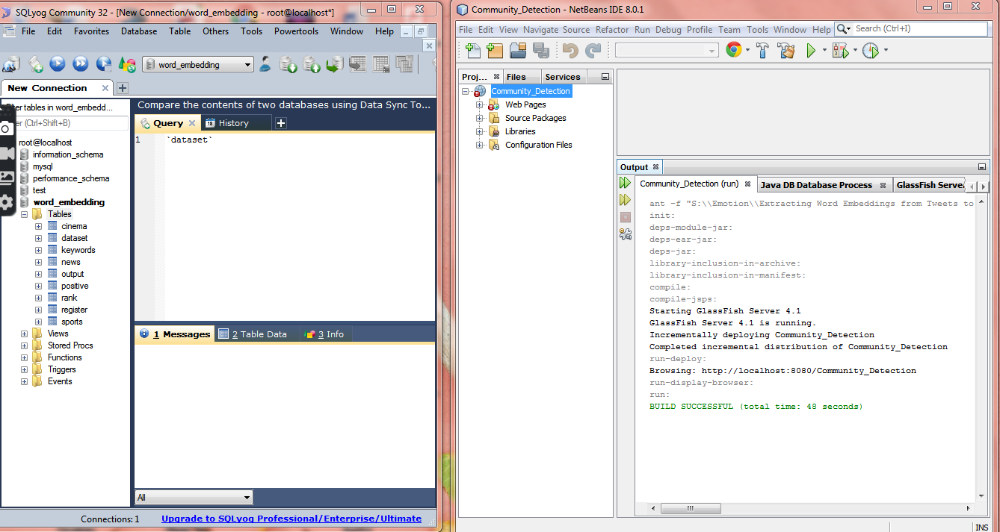 SQLyog Community 32 - [New Connection/word_embedding - root@localhost*]
File Edit Favorites Database Table Others Tools Powertools Window Help
word_embedding
New Connection
Filter tables in word_embedd...
er (Ctrl+Shift+B)
root@localhost
information_schema
mysql
performance_schema
test
word_embedding
Tables
cinema
dataset
keywords
news
output
positive
rank
register
sports
Views
Stored Procs
Functions
Triggers
Events
Compare the contents of two databases using Data Sync To...
Query History
1 `dataset`
1 Messages 2 Table Data 3 Info
All
Connections: 1 Upgrade to SQLyog Professional/Enterprise/Ultimate
Community_Detection - NetBeans IDE 8.0.1
File Edit View Navigate Source Refactor Run Debug Profile Team Tools Window Help Search (Ctrl+I)
Proj... Files Services
Community_Detection
Web Pages
Source Packages
Libraries
Configuration Files
Output
Community_Detection (run) Java DB Database Process GlassFish Serve
ant -f "S:\\Emotion\\Extracting Word Embeddings from Tweets to
init:
deps-module-jar:
deps-ear-jar:
deps-jar:
library-inclusion-in-archive:
library-inclusion-in-manifest:
compile:
compile-jsps:
Starting GlassFish Server 4.1
GlassFish Server 4.1 is running.
Incrementally deploying Community_Detection
Completed incremental distribution of Community_Detection
run-deploy:
Browsing: http://localhost:8080/Community_Detection
run-display-browser:
run:
BUILD SUCCESSFUL (total time: 48 seconds)
INS